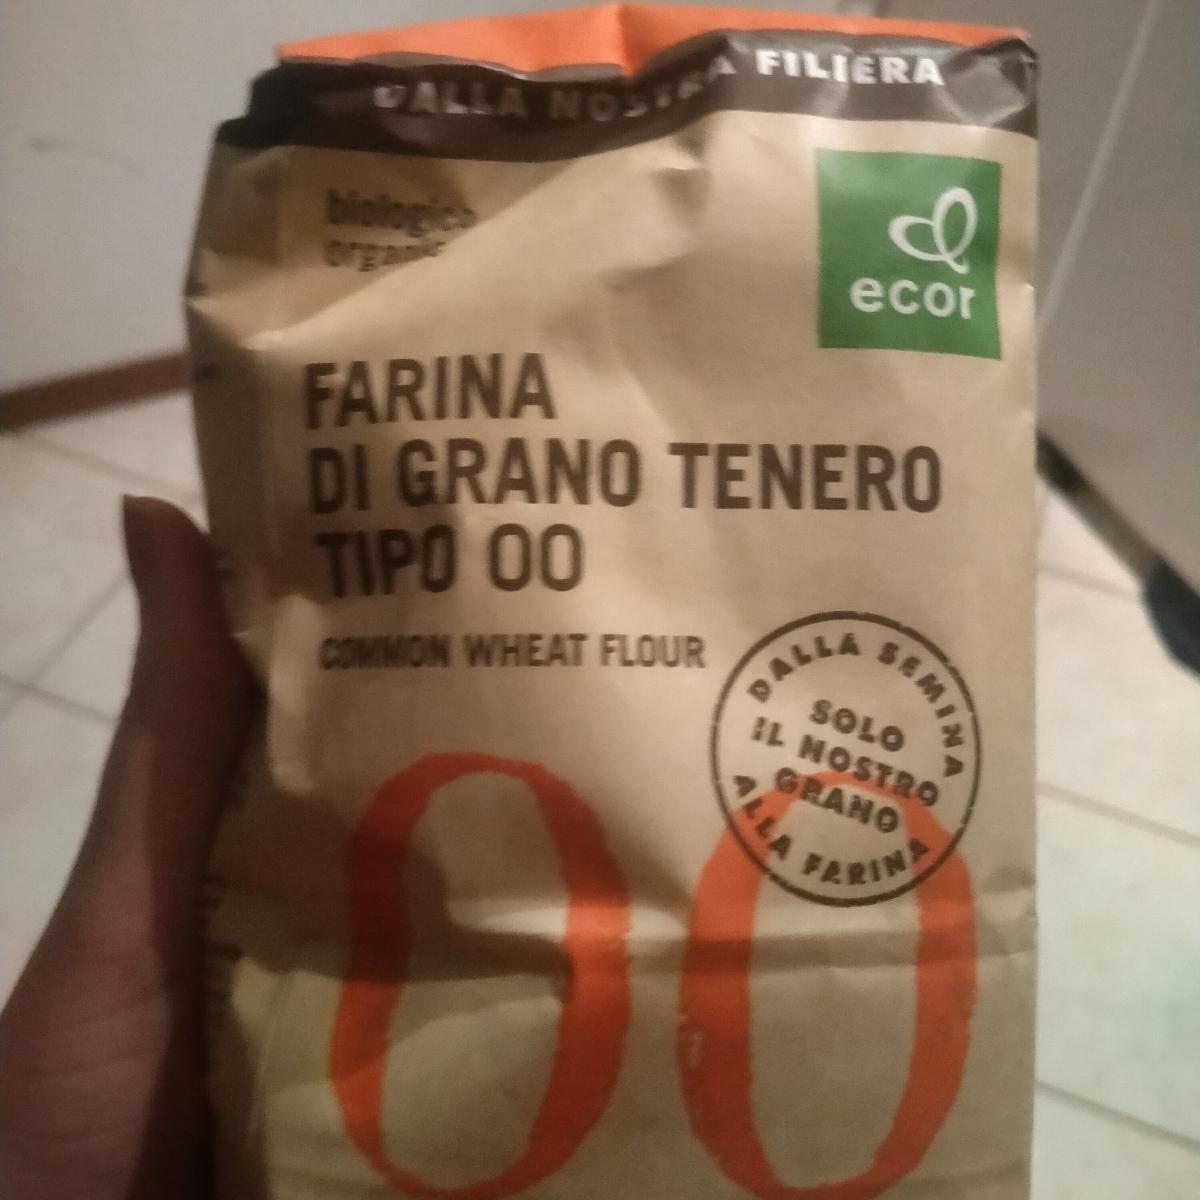 DALLA NOSTRA FILIERA
biologico
organic
ecor
FARINA
DI GRANO TENERO
TIPO 00
COMMON WHEAT FLOUR
DALLA SEMINA
SOLO
IL NOSTRO
GRANO
ALLA FARINA
00